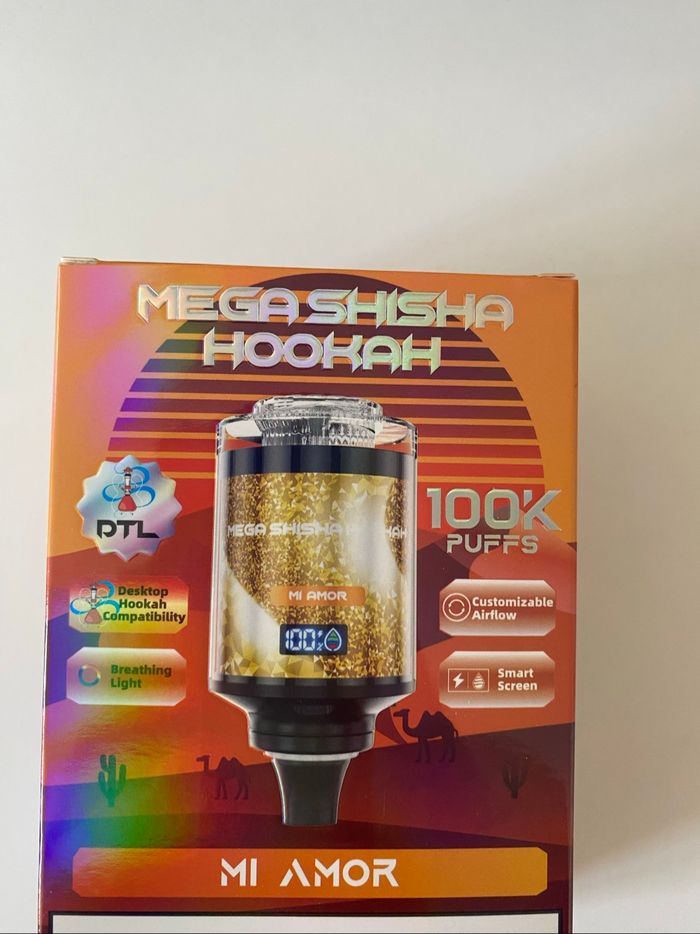 MEGA SHISHA
HOOKAH
DTL
100K
PUFFS
Desktop
Hookah
Compatibility
Customizable
Airflow
Breathing
Light
Smart
Screen
MEGA SHISHA
MI AMOR
100%
MI AMOR